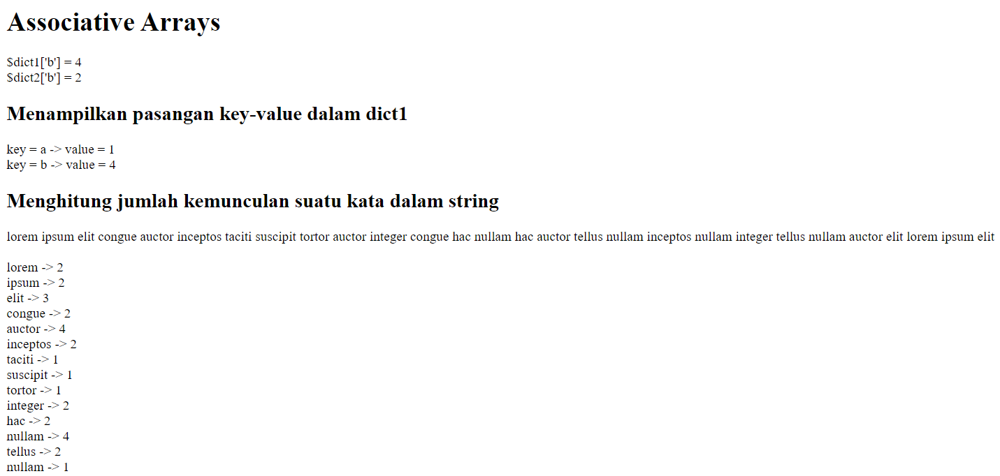 Associative Arrays
$dict1['b'] = 4
$dict2['b'] = 2
Menampilkan pasangan key-value dalam dict1
key = a -> value = 1
key = b -> value = 4
Menghitung jumlah kemunculan suatu kata dalam string
lorem ipsum elit congue auctor inceptos taciti suscipit tortor auctor integer congue hac nullam hac auctor tellus nullam inceptos nullam integer tellus nullam auctor elit lorem ipsum elit
lorem -> 2
ipsum -> 2
elit -> 3
congue -> 2
auctor -> 4
inceptos -> 2
taciti -> 1
suscipit -> 1
tortor -> 1
integer -> 2
hac -> 2
nullam -> 4
tellus -> 2
nullam -> 1